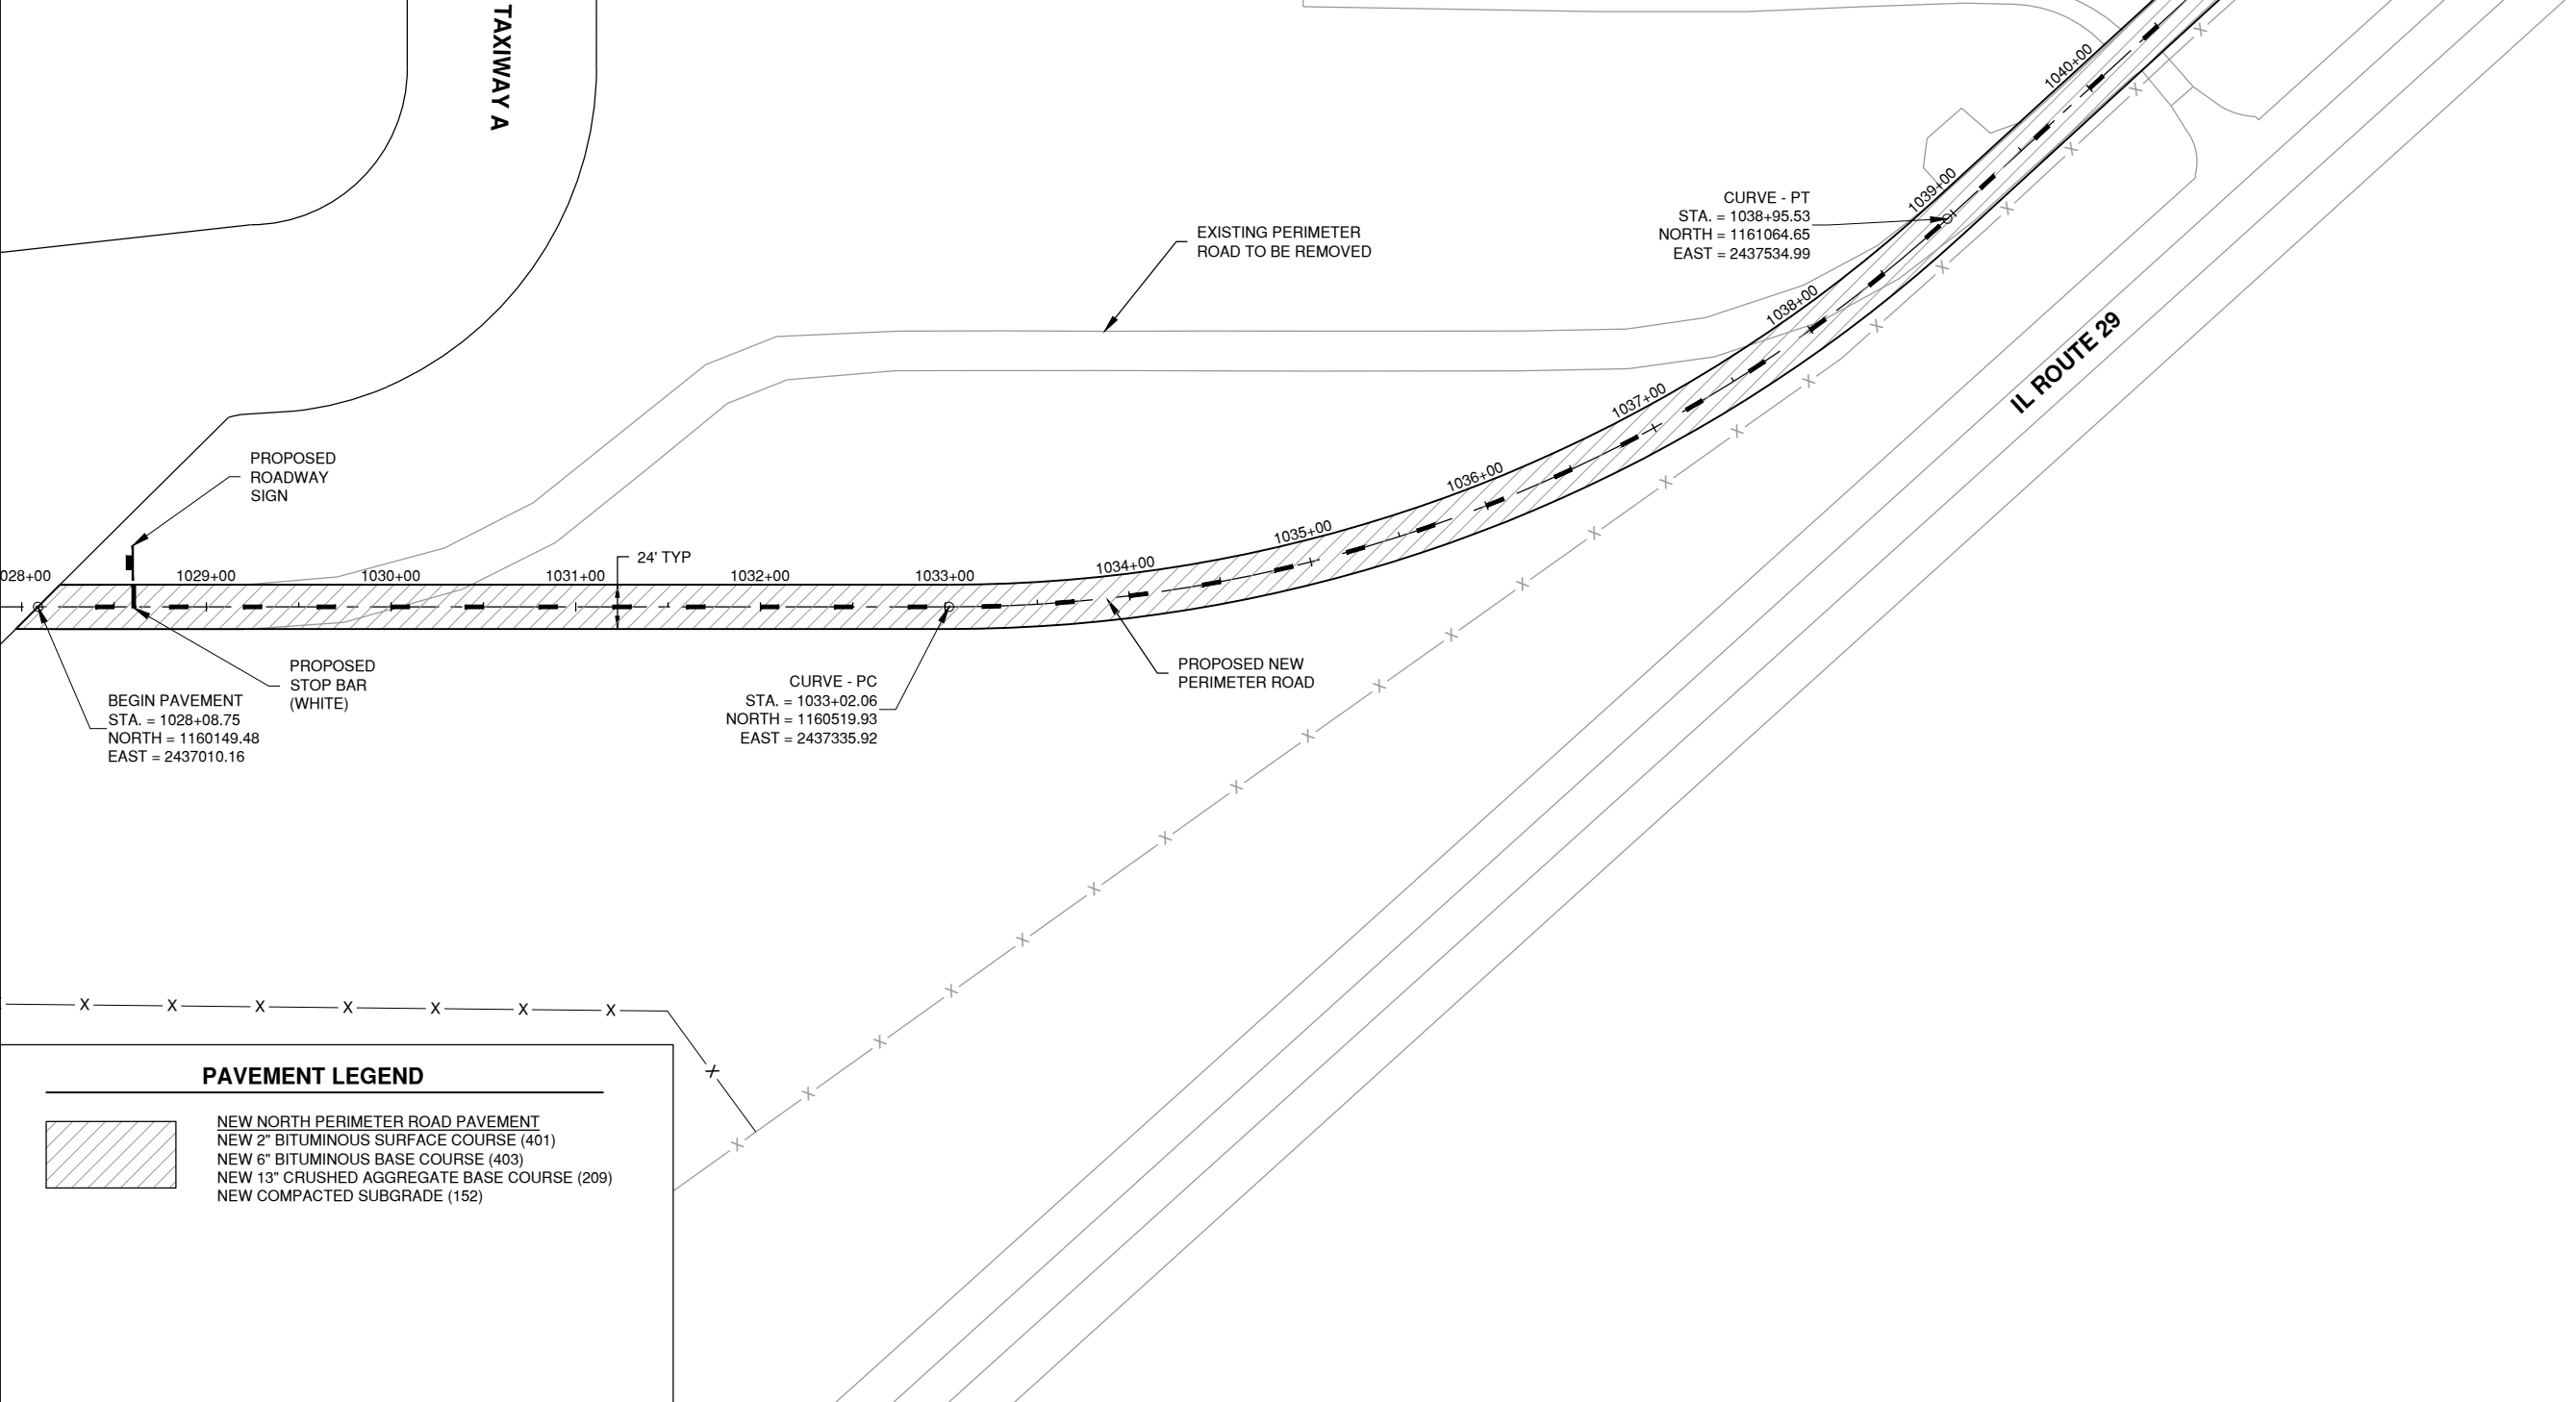 TAXIWAY A
1040+00
1039+00
CURVE - PT
STA. = 1038+95.53
NORTH = 1161064.65
EAST = 2437534.99
EXISTING PERIMETER
ROAD TO BE REMOVED
1038+00
IL ROUTE 29
1037+00
1036+00
1035+00
1034+00
PROPOSED
ROADWAY
SIGN
24' TYP
028+00
1029+00
1030+00
1031+00
1032+00
1033+00
PROPOSED NEW
PERIMETER ROAD
PROPOSED
STOP BAR
(WHITE)
CURVE - PC
STA. = 1033+02.06
NORTH = 1160519.93
EAST = 2437335.92
BEGIN PAVEMENT
STA. = 1028+08.75
NORTH = 1160149.48
EAST = 2437010.16
X X X X X X X
X
PAVEMENT LEGEND
NEW NORTH PERIMETER ROAD PAVEMENT
NEW 2" BITUMINOUS SURFACE COURSE (401)
NEW 6" BITUMINOUS BASE COURSE (403)
NEW 13" CRUSHED AGGREGATE BASE COURSE (209)
NEW COMPACTED SUBGRADE (152)